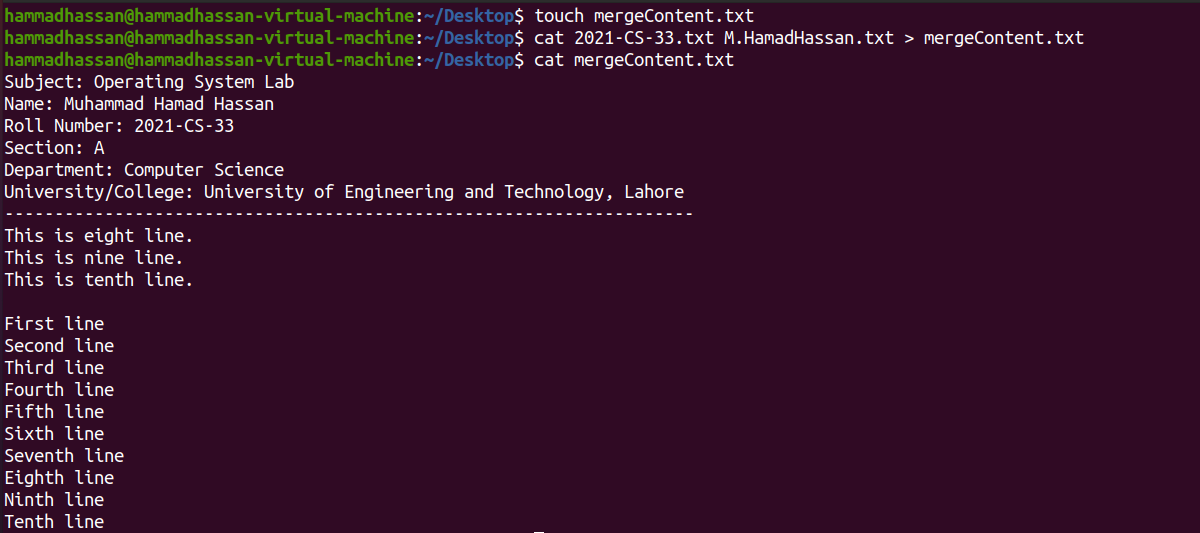 hammadhassan@hammadhassan-virtual-machine:~/Desktop$ touch mergeContent.txt
hammadhassan@hammadhassan-virtual-machine:~/Desktop$ cat 2021-CS-33.txt M.HamadHassan.txt > mergeContent.txt
hammadhassan@hammadhassan-virtual-machine:~/Desktop$ cat mergeContent.txt
Subject: Operating System Lab
Name: Muhammad Hamad Hassan
Roll Number: 2021-CS-33
Section: A
Department: Computer Science
University/College: University of Engineering and Technology, Lahore
---------------------------------------------------------------------
This is eight line.
This is nine line.
This is tenth line.

First line
Second line
Third line
Fourth line
Fifth line
Sixth line
Seventh line
Eighth line
Ninth line
Tenth line